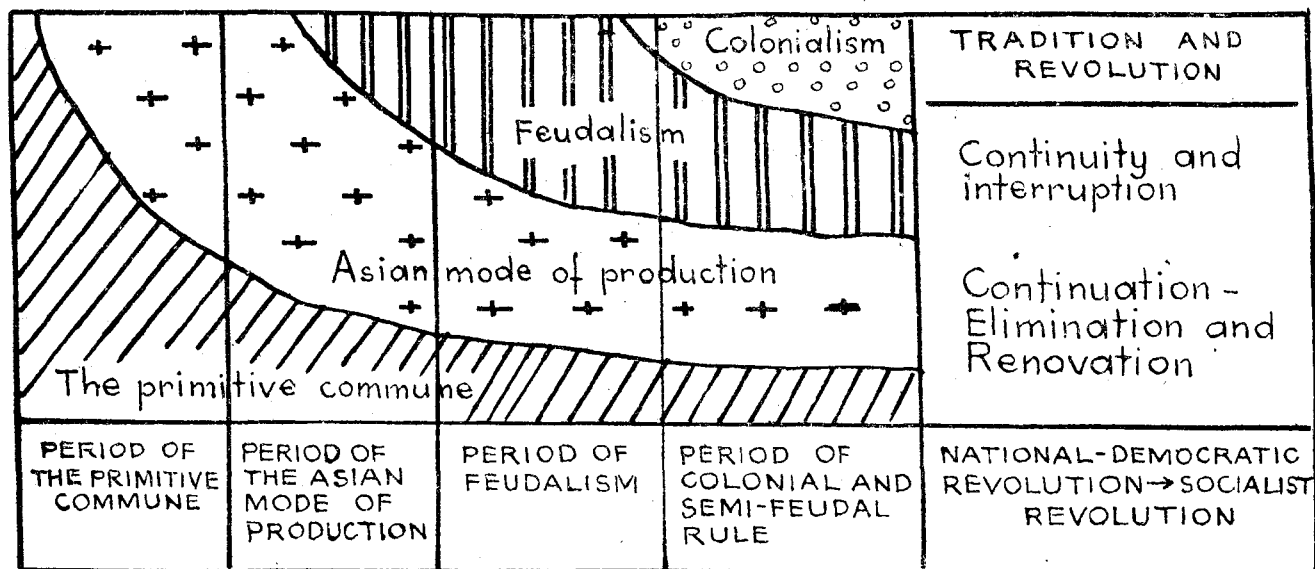 Colonialism
Feudalism
Asian mode of production
The primitive commune
TRADITION AND
REVOLUTION
Continuity and
interruption
Continuation -
Elimination and
Renovation
PERIOD OF
THE PRIMITIVE
COMMUNE
PERIOD OF
THE ASIAN
MODE OF
PRODUCTION
PERIOD OF
FEUDALISM
PERIOD OF
COLONIAL AND
SEMI-FEUDAL
RULE
NATIONAL-DEMOCRATIC
REVOLUTION→SOCIALIST
REVOLUTION